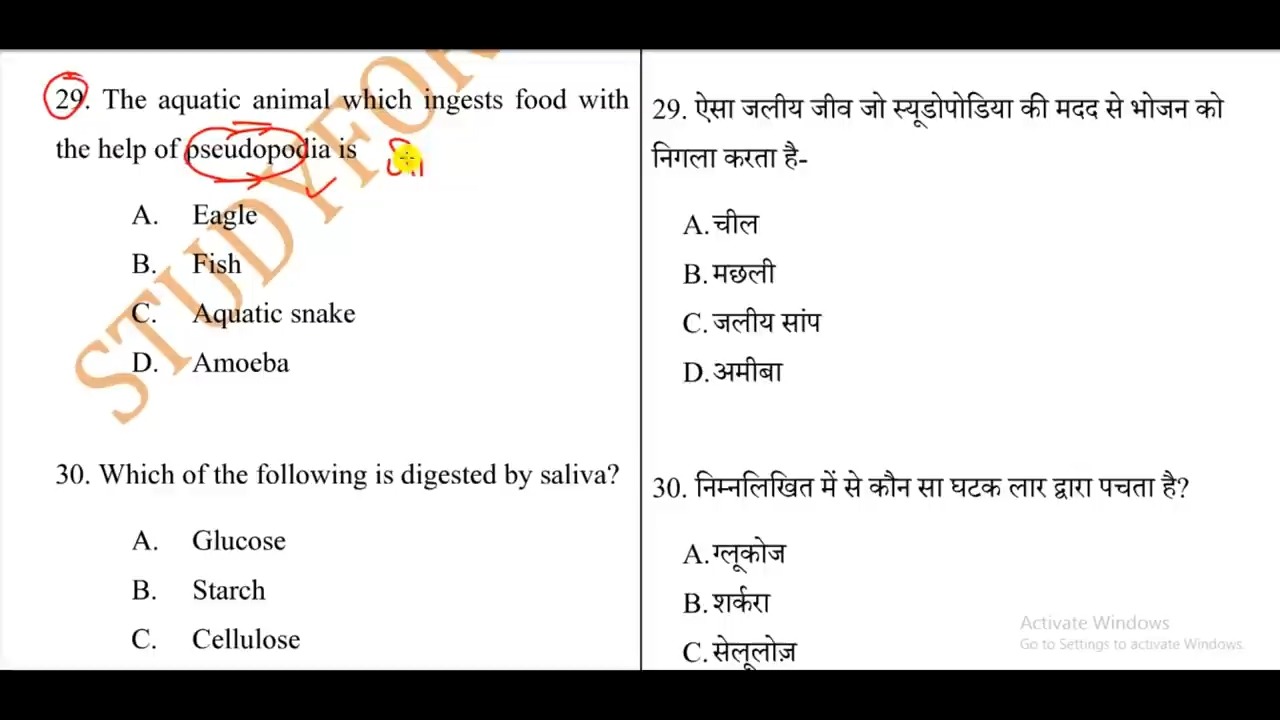 29. The aquatic animal which ingests food with
the help of pseudopodia is
A. Eagle
B. Fish
C. Aquatic snake
D. Amoeba
30. Which of the following is digested by saliva?
A. Glucose
B. Starch
C. Cellulose
29. ऐसा जलीय जीव जो स्यूडोपोडिया की मदद से भोजन को
निगला करता है-
A. चील
B. मछली
C. जलीय सांप
D. अमीबा
30. निम्नलिखित में से कौन सा घटक लार द्वारा पचता है?
A. ग्लूकोज
B. शर्करा
C. सेलूलोज़
STUDYFOR
Activate Windows
Go to Settings to activate Windows.